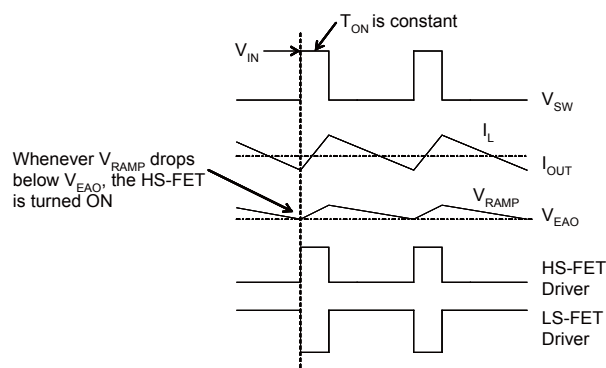 T_ON is constant
V_IN
V_SW
I_L
I_OUT
Whenever V_RAMP drops
below V_EAO, the HS-FET
is turned ON
V_RAMP
V_EAO
HS-FET
Driver
LS-FET
Driver